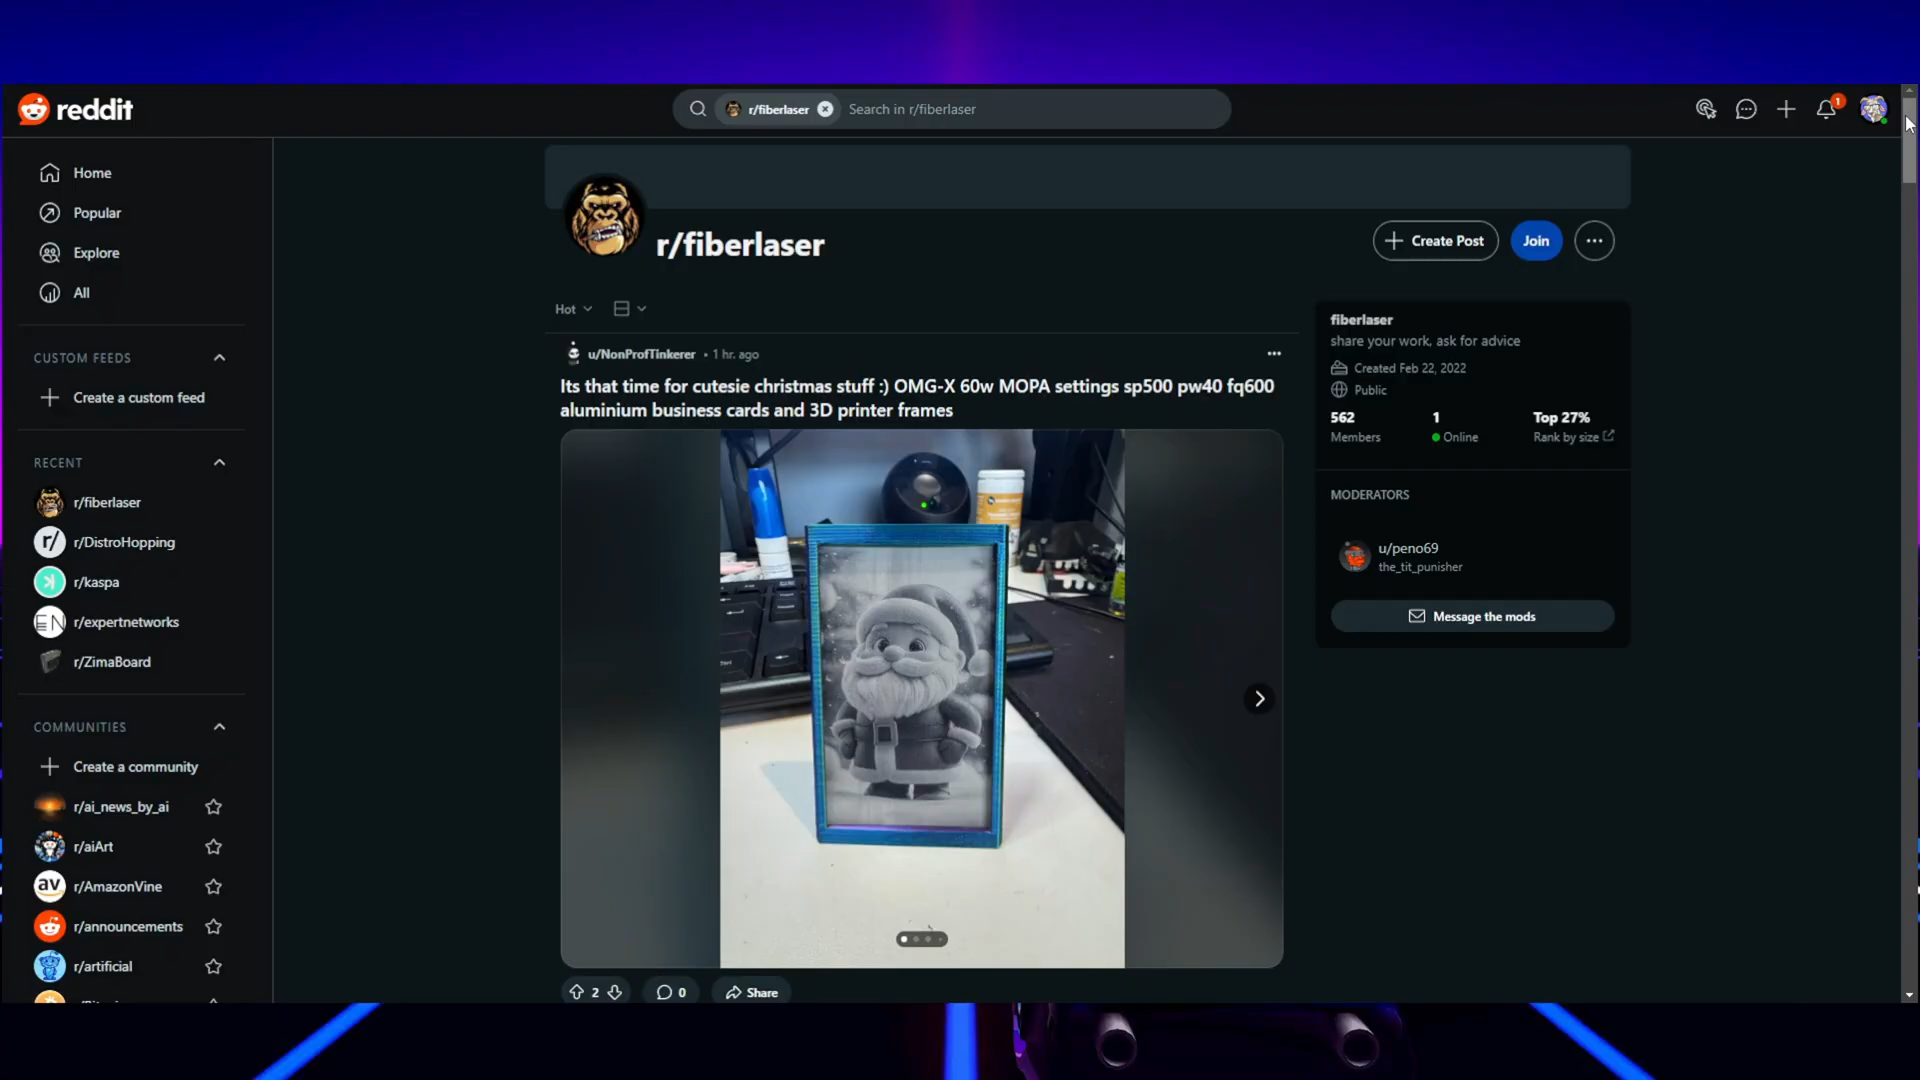 reddit
r/fiberlaser
Search in r/fiberlaser
1
Home
Popular
Explore
All
CUSTOM FEEDS
Create a custom feed
RECENT
r/fiberlaser
r/DistroHopping
r/kaspa
r/expertnetworks
r/ZimaBoard
COMMUNITIES
Create a community
r/ai_news_by_ai
r/aiArt
r/AmazonVine
r/announcements
r/artificial
r/fiberlaser
Create Post
Join
Hot
u/NonProfTinkerer • 1 hr. ago
Its that time for cutesie christmas stuff :) OMG-X 60w MOPA settings sp500 pw40 fq600
aluminium business cards and 3D printer frames
2
0
Share
fiberlaser
share your work, ask for advice
Created Feb 22, 2022
Public
562
Members
1
Online
Top 27%
Rank by size
MODERATORS
u/peno69
the_tit_punisher
Message the mods
r/
EN
av